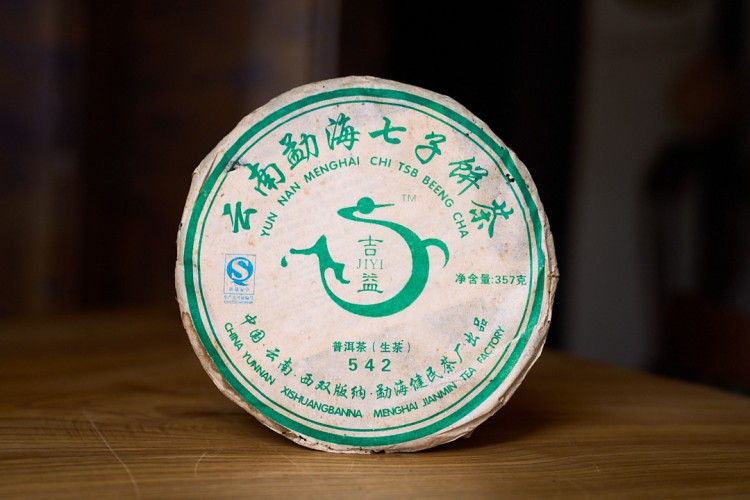 云南勐海七子饼茶
YUN NAN MENGHAI CHI TSB BEENG CHA
TM
吉
JIYI
益
净含量:357克
普洱茶（生茶）
542
中国·云南西双版纳·勐海健民茶厂出品
CHINA YUNNAN XISHUANGBANNA MENGHAI JIANMIN TEA FACTORY